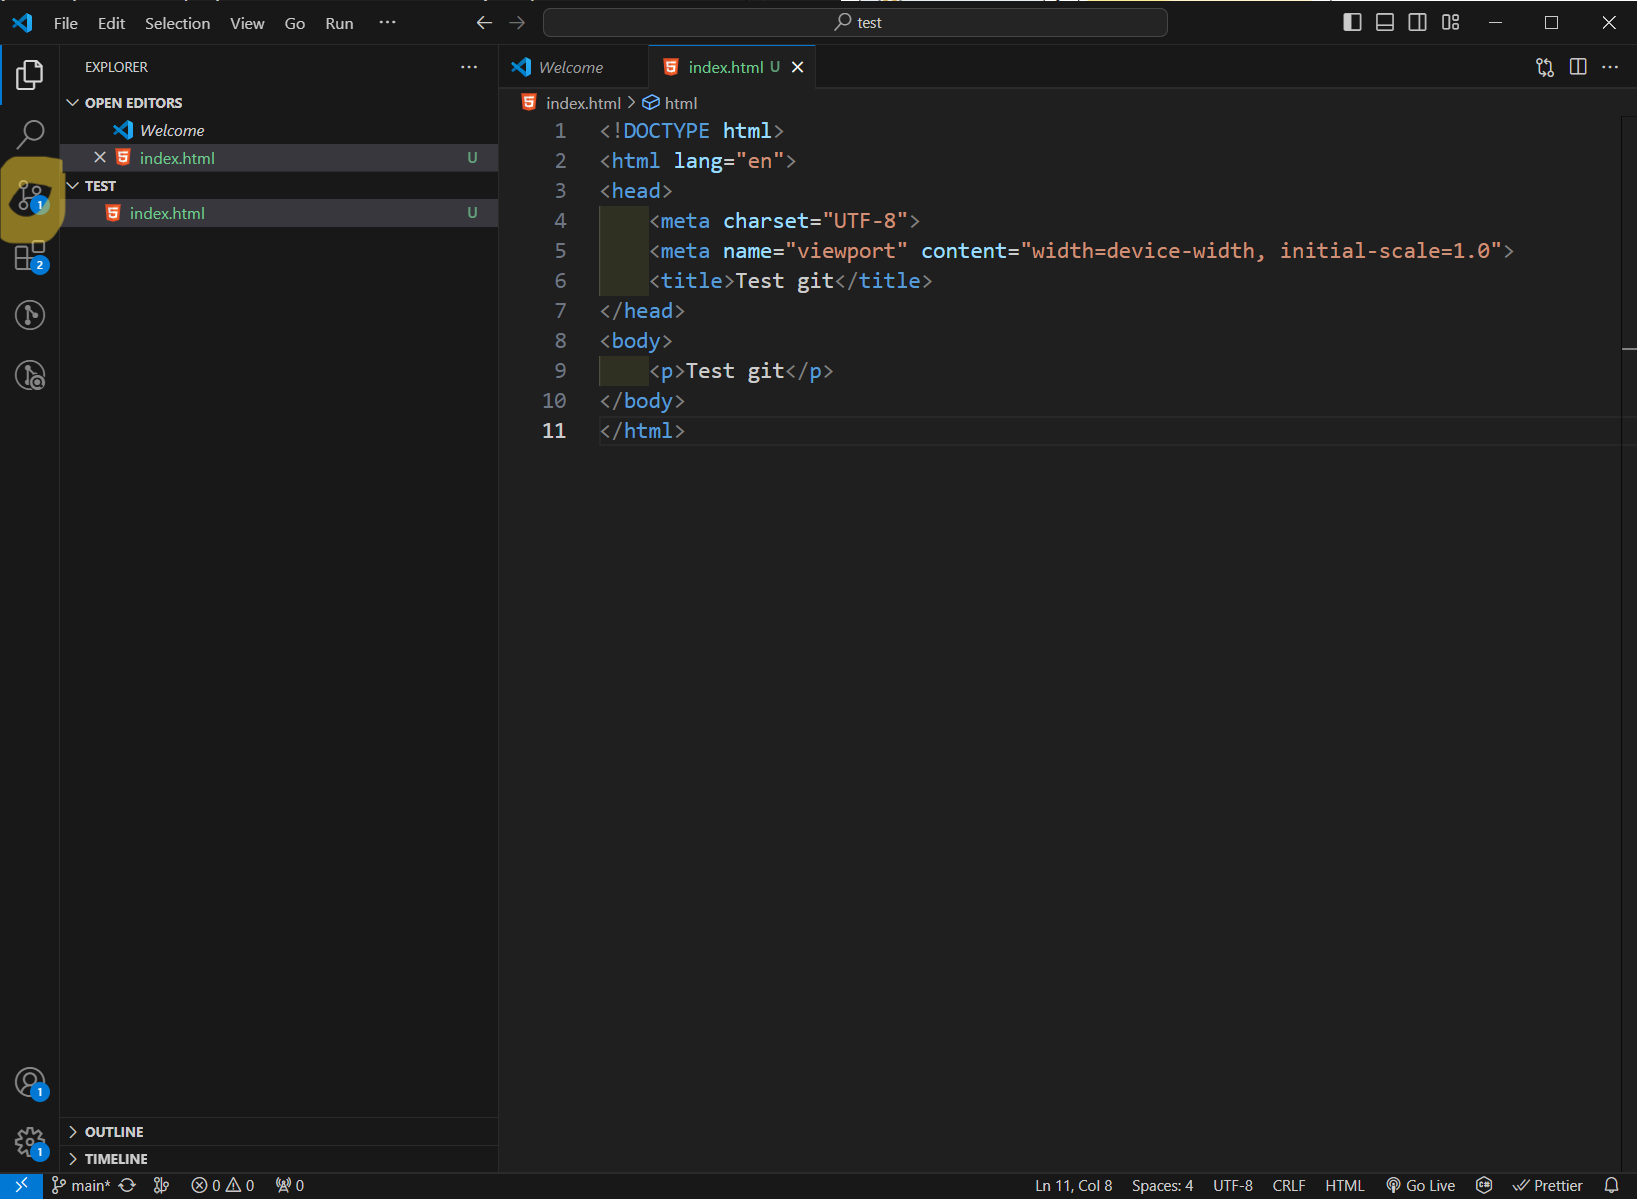 File Edit Selection View Go Run ··· test
EXPLORER ···
OPEN EDITORS
Welcome
index.html U
TEST
index.html U
1
2
1
1
OUTLINE
TIMELINE
Welcome index.html U
index.html > html
1 <!DOCTYPE html>
2 <html lang="en">
3 <head>
4 <meta charset="UTF-8">
5 <meta name="viewport" content="width=device-width, initial-scale=1.0">
6 <title>Test git</title>
7 </head>
8 <body>
9 <p>Test git</p>
10 </body>
11 </html>
main* 0 0 0 Ln 11, Col 8 Spaces: 4 UTF-8 CRLF HTML Go Live Prettier